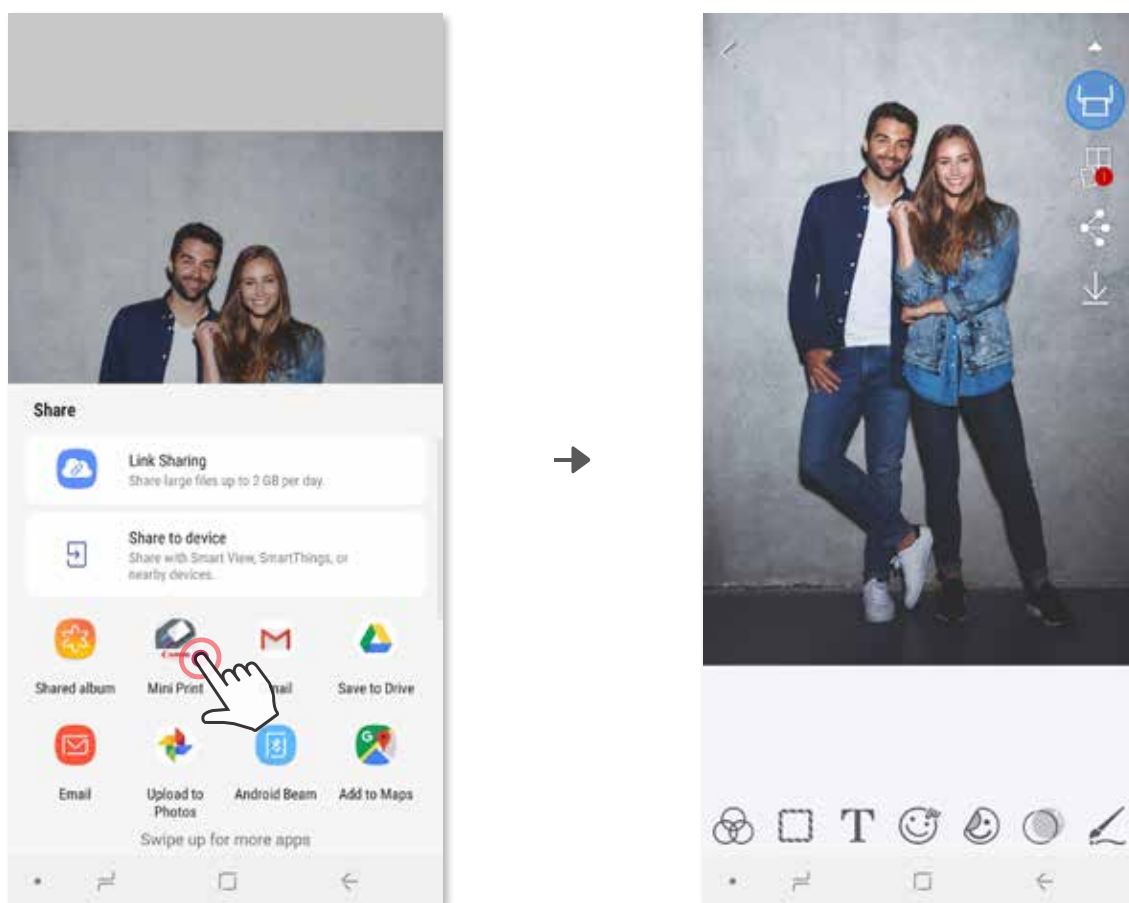 Share
Link Sharing
Share large files up to 2 GB per day.
Share to device
Share with Smart View, SmartThings, or
nearby devices.
Shared album
Mini Print
ail
Save to Drive
Email
Upload to
Photos
Android Beam
Add to Maps
Swipe up for more apps
T